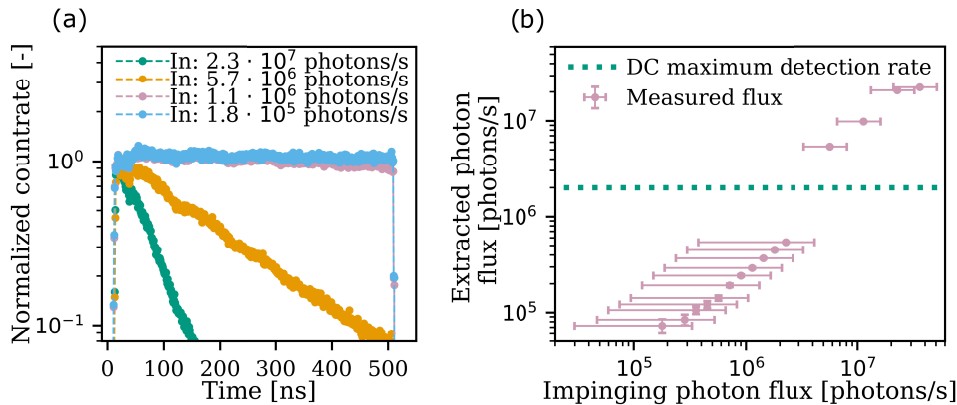 (a)
Normalized countrate [-]
10⁰
10⁻¹
In: 2.3 · 10⁷ photons/s
In: 5.7 · 10⁶ photons/s
In: 1.1 · 10⁶ photons/s
In: 1.8 · 10⁵ photons/s
0 100 200 300 400 500
Time [ns]
(b)
Extracted photon
flux [photons/s]
10⁷
10⁶
10⁵
DC maximum detection rate
Measured flux
10⁵ 10⁶ 10⁷
Impinging photon flux [photons/s]